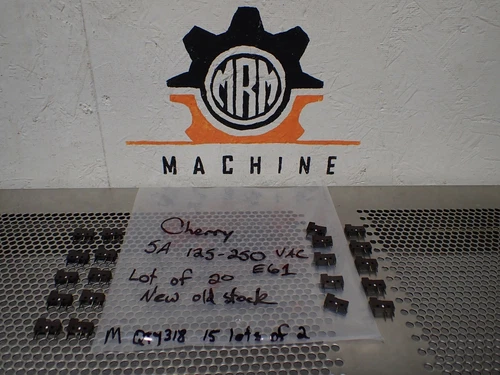 MRM
MACHINE
Cherry
5A 125-250 VAC
E61
Lot of 20
New old stock
M Qty318 15 lots of 2